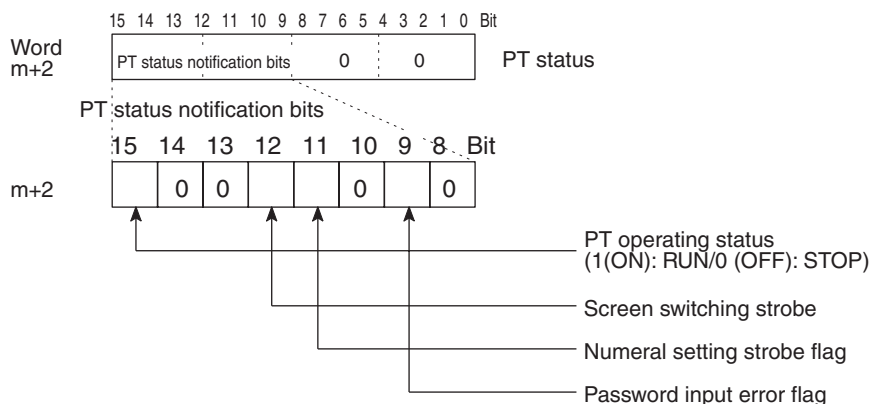 15 14 13 12 11 10 9 8 7 6 5 4 3 2 1 0 Bit
Word
m+2
PT status notification bits 0 0
PT status
PT status notification bits
15 14 13 12 11 10 9 8 Bit
m+2
0 0 0 0
PT operating status
(1(ON): RUN/0 (OFF): STOP)
Screen switching strobe
Numeral setting strobe flag
Password input error flag